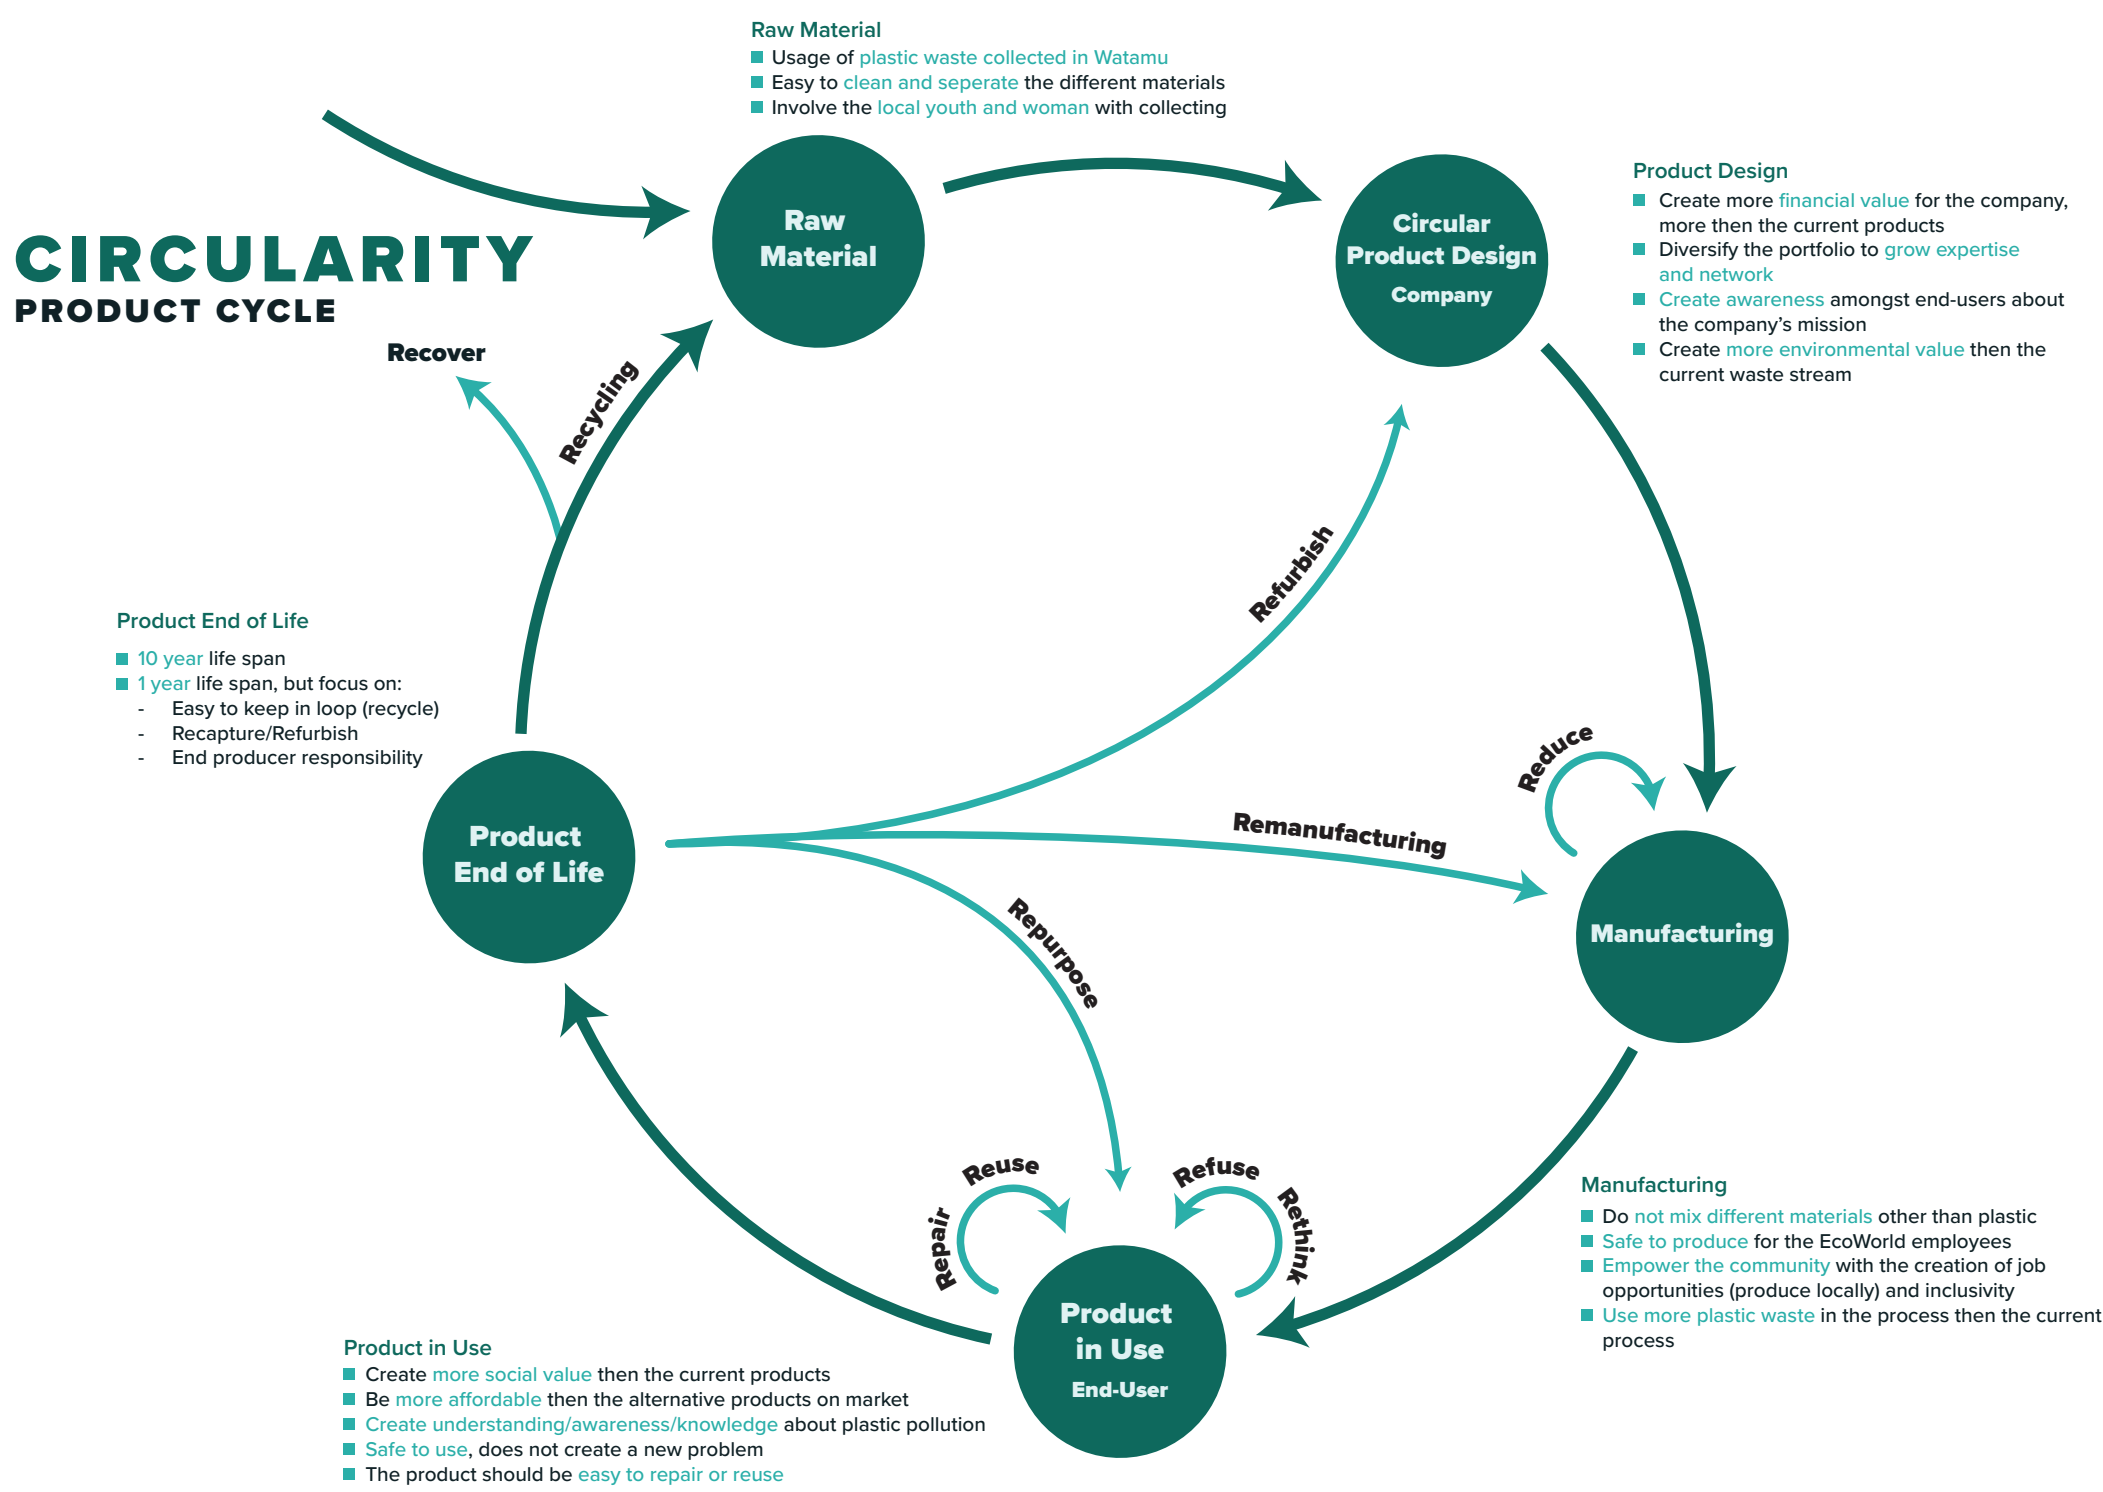 CIRCULARITY
PRODUCT CYCLE
Raw Material
Usage of plastic waste collected in Watamu
Easy to clean and seperate the different materials
Involve the local youth and woman with collecting
Raw
Material
Circular
Product Design
Company
Product Design
Create more financial value for the company,
more then the current products
Diversify the portfolio to grow expertise
and network
Create awareness amongst end-users about
the company's mission
Create more environmental value then the
current waste stream
Recover
Recycling
Refurbish
Product End of Life
10 year life span
1 year life span, but focus on:
- Easy to keep in loop (recycle)
- Recapture/Refurbish
- End producer responsibility
Product
End of Life
Reduce
Remanufacturing
Repurpose
Manufacturing
Reuse
Repair
Refuse
Rethink
Product
in Use
End-User
Manufacturing
Do not mix different materials other than plastic
Safe to produce for the EcoWorld employees
Empower the community with the creation of job
opportunities (produce locally) and inclusivity
Use more plastic waste in the process then the current
process
Product in Use
Create more social value then the current products
Be more affordable then the alternative products on market
Create understanding/awareness/knowledge about plastic pollution
Safe to use, does not create a new problem
The product should be easy to repair or reuse